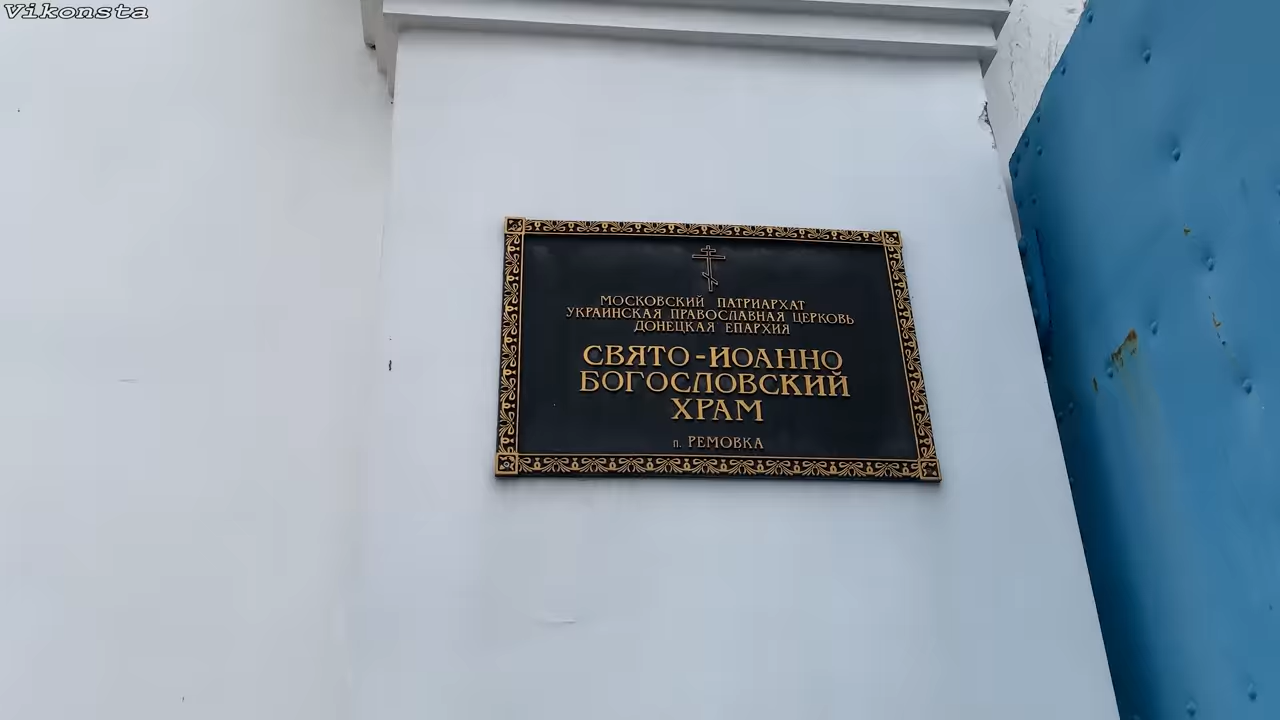 Vikonsta
МОСКОВСКИЙ ПАТРИАРХАТ
УКРАИНСКАЯ ПРАВОСЛАВНАЯ ЦЕРКОВЬ
ДОНЕЦКАЯ ЕПАРХИЯ
СВЯТО-ИОАННО
БОГОСЛОВСКИЙ
ХРАМ
п. РЕМОВКА